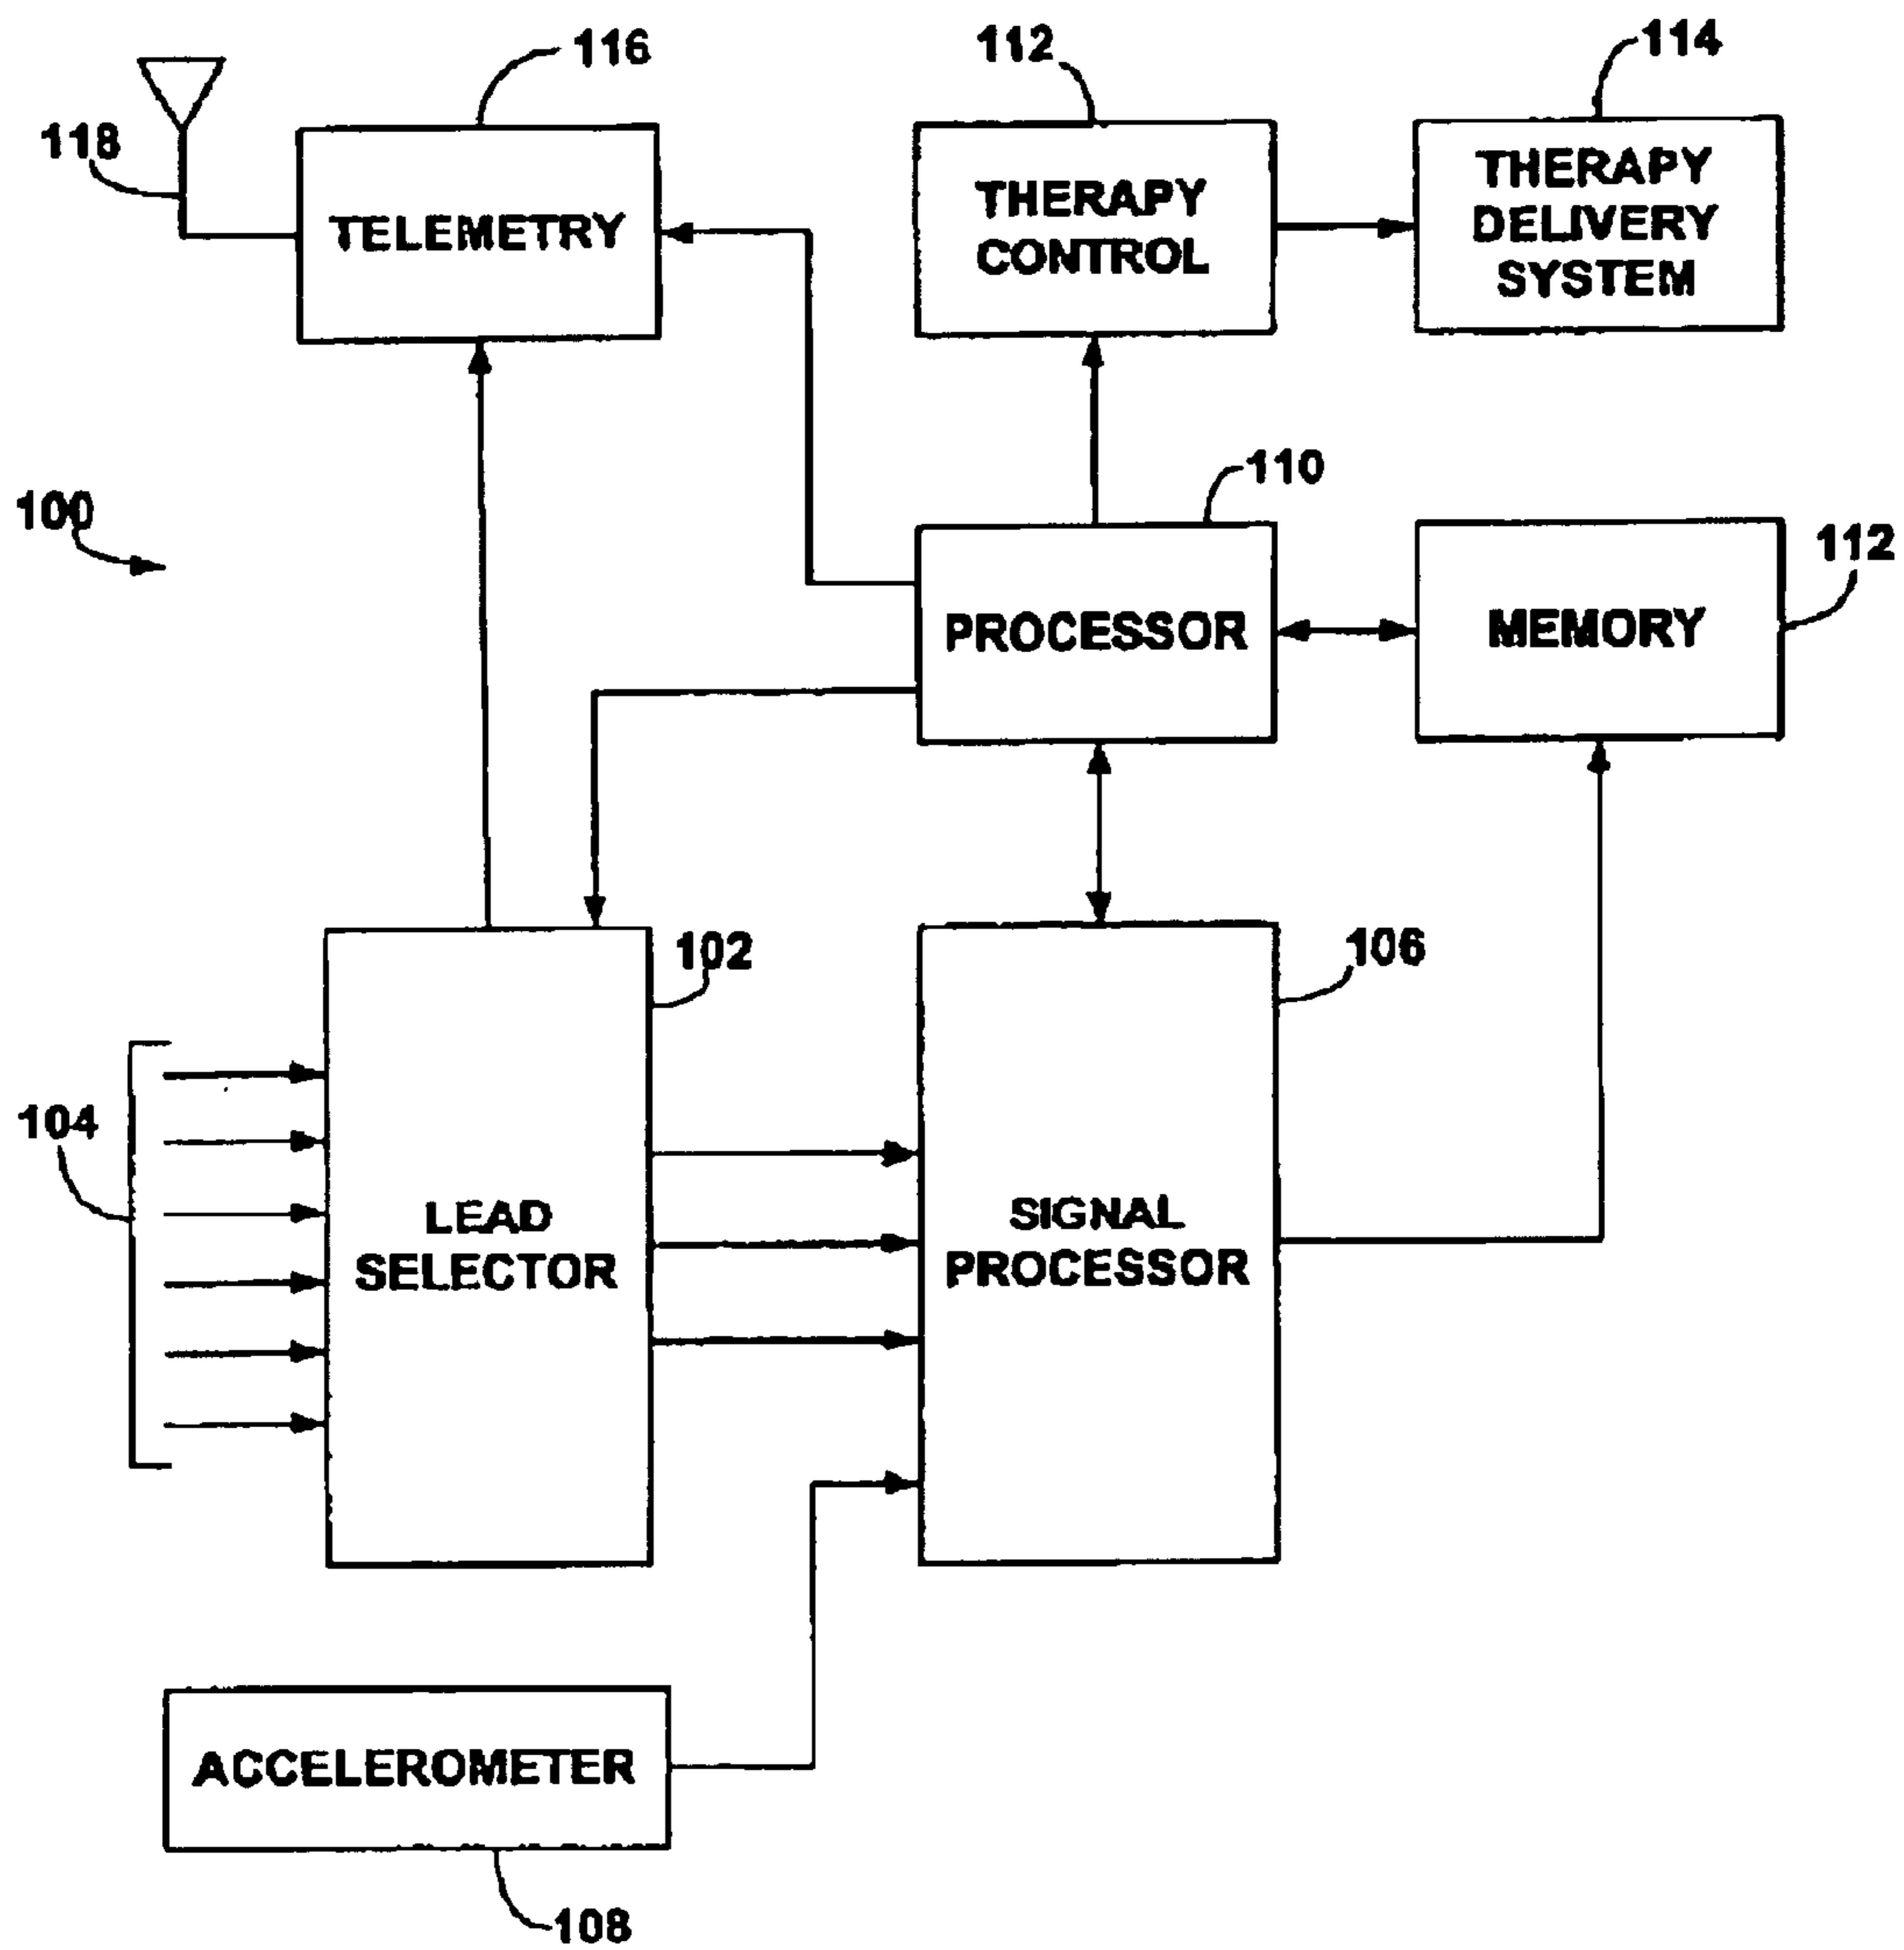 116
112
114
118
TELEMETRY
THERAPY
CONTROL
THERAPY
DELIVERY
SYSTEM
100
110
112
PROCESSOR
MEMORY
102
106
104
LEAD
SELECTOR
SIGNAL
PROCESSOR
ACCELEROMETER
108